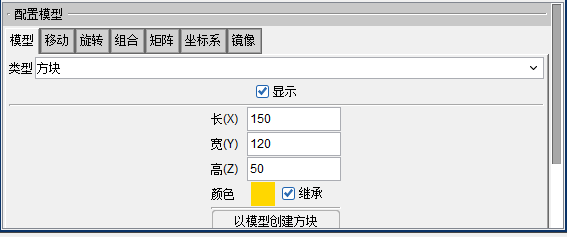 配置模型
模型 移动 旋转 组合 矩阵 坐标系 镜像
类型 方块
显示
长(X) 150
宽(Y) 120
高(Z) 50
颜色 继承
以模型创建方块